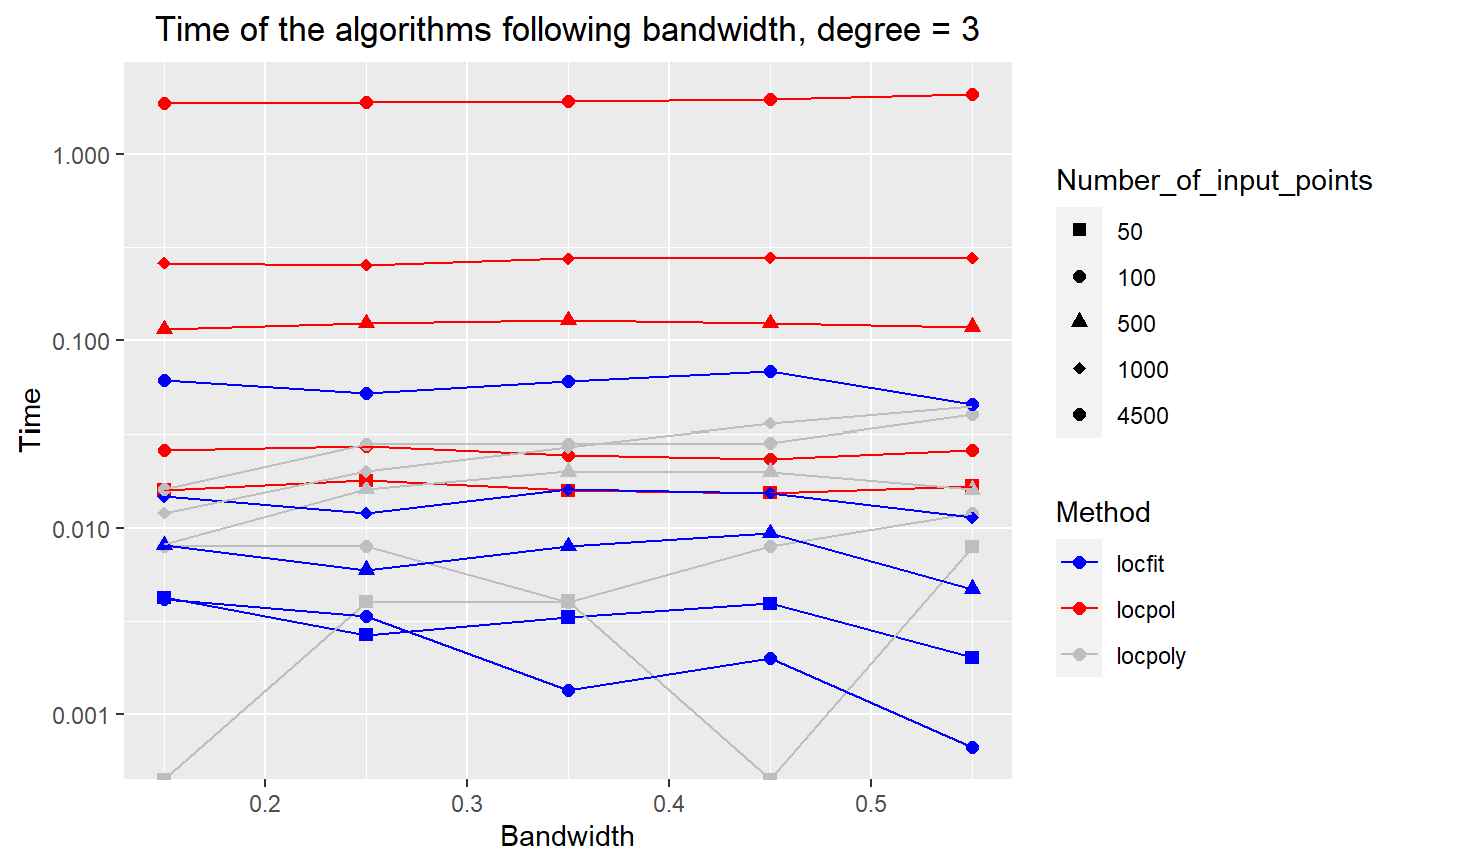 Time of the algorithms following bandwidth, degree = 3
Time
1.000
0.100
0.010
0.001
0.2
0.3
0.4
0.5
Bandwidth
Number_of_input_points
50
100
500
1000
4500
Method
locfit
locpol
locpoly